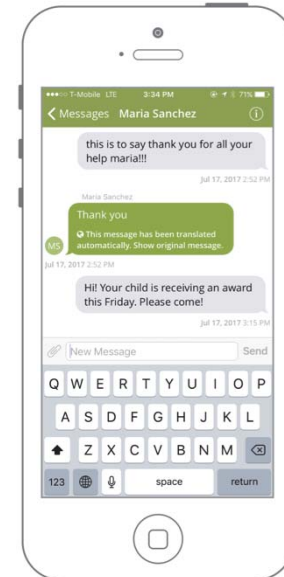 T-Mobile LTE 3:34 PM 71%
Messages Maria Sanchez
this is to say thank you for all your
help maria!!!
Jul 17, 2017 2:52 PM
Maria Sanchez
Thank you
This message has been translated
automatically. Show original message.
MS
Jul 17, 2017 2:52 PM
Hi! Your child is receiving an award
this Friday. Please come!
Jul 17, 2017 3:15 PM
New Message Send
Q W E R T Y U I O P
A S D F G H J K L
Z X C V B N M
123 space return